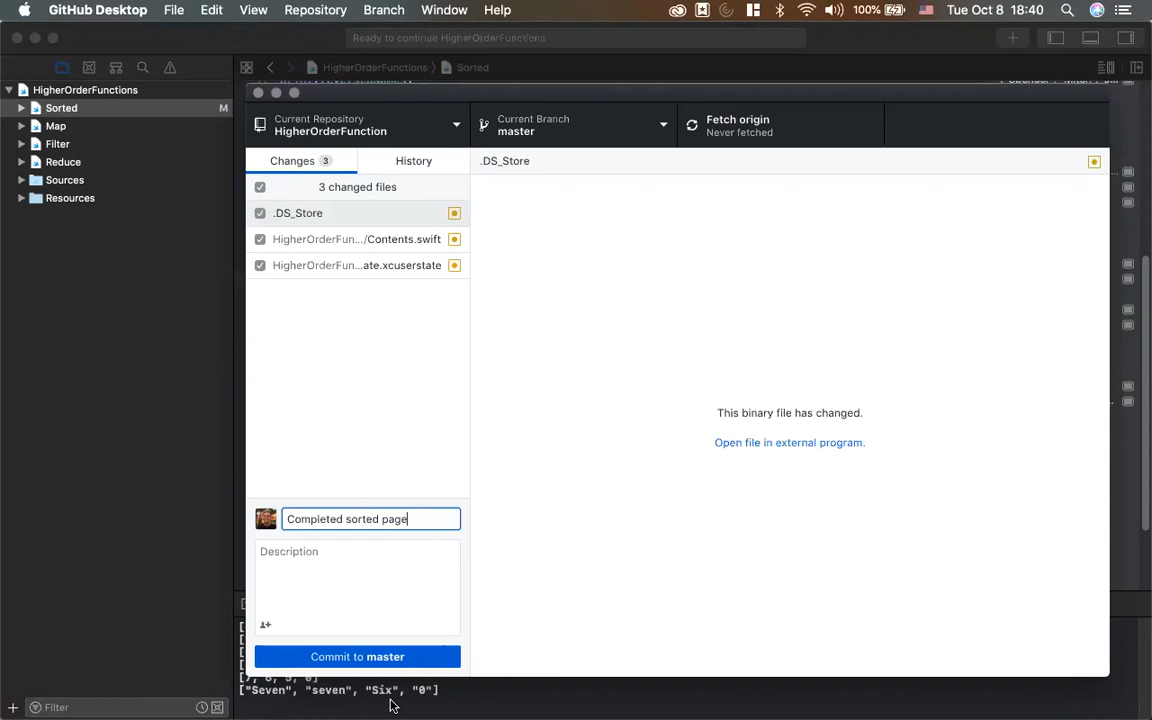 GitHub Desktop File Edit View Repository Branch Window Help 100% Tue Oct 8 18:40
Ready to continue HigherOrderFunctions
HigherOrderFunctions Sorted
HigherOrderFunctions
Sorted M
Map
Filter
Reduce
Sources
Resources
Current Repository
HigherOrderFunction
Current Branch
master
Fetch origin
Never fetched
Changes 3 History
.DS_Store
3 changed files
.DS_Store
HigherOrderFun.../Contents.swift
HigherOrderFun...ate.xcuserstate
This binary file has changed.
Open file in external program.
Completed sorted page
Description
Commit to master
["Seven", "seven", "Six", "0"]
Filter